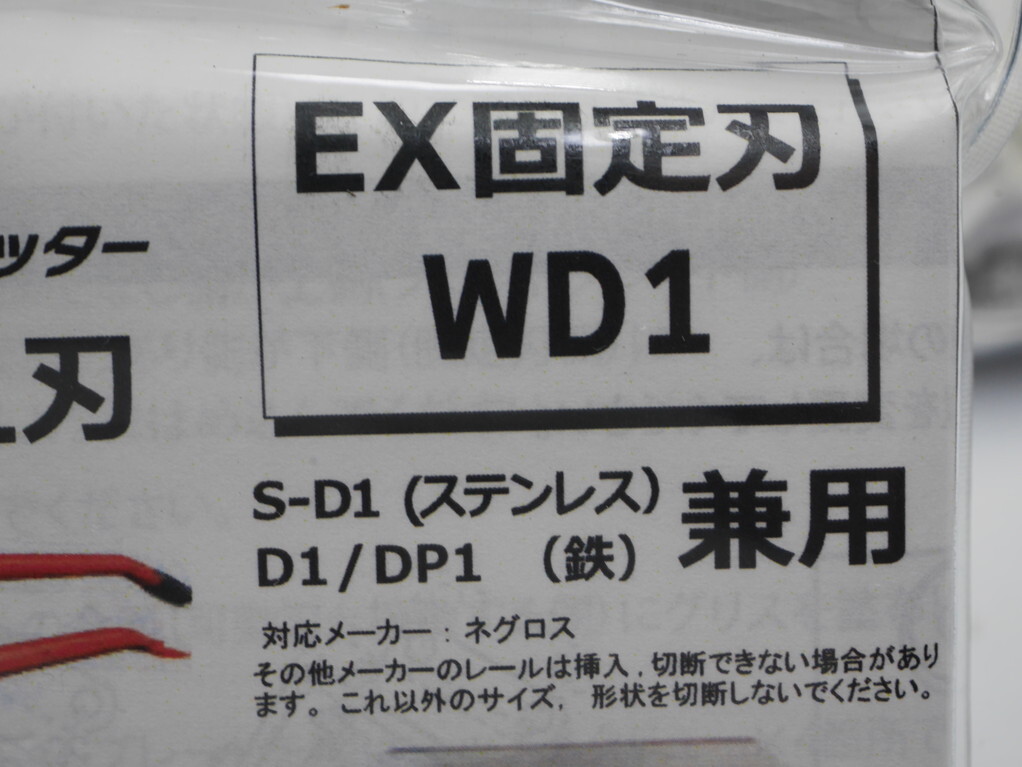 EX固定刃
WD1
ッター
刃
S-D1 (ステンレス) 兼用
D1/DP1 (鉄)
対応メーカー：ネグロス
その他メーカーのレールは挿入,切断できない場合があり
ます。これ以外のサイズ, 形状を切断しないでください。